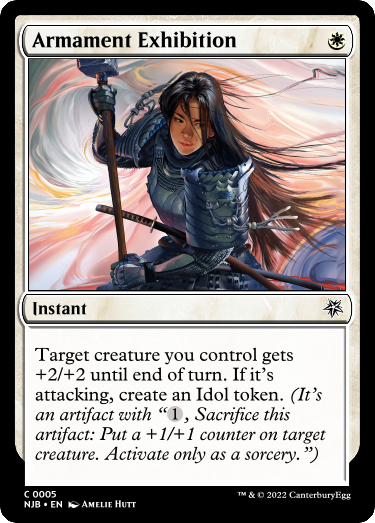 Armament Exhibition
Instant
Target creature you control gets
+2/+2 until end of turn. If it's
attacking, create an Idol token. (It's
an artifact with “1, Sacrifice this
artifact: Put a +1/+1 counter on target
creature. Activate only as a sorcery.”)
C 0005
NJB • EN Amelie Hutt
™ & © 2022 CanterburyEgg